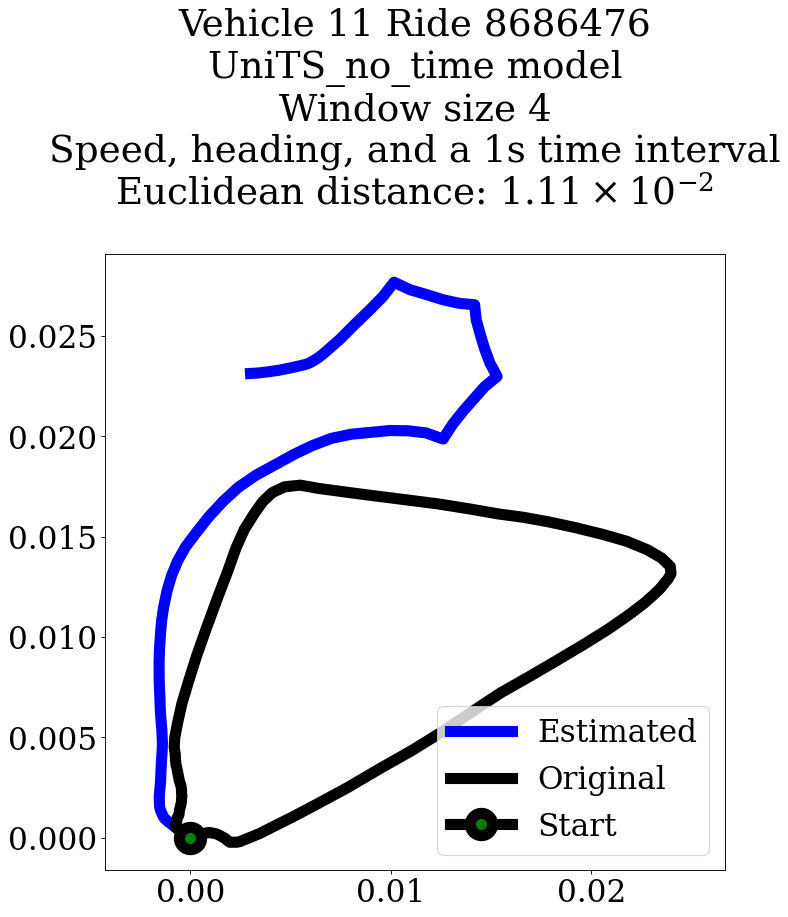 Vehicle 11 Ride 8686476
UniTS_no_time model
Window size 4
Speed, heading, and a 1s time interval
Euclidean distance: 1.11 × 10⁻²
0.025
0.020
0.015
0.010
0.005
0.000
0.00
0.01
0.02
Estimated
Original
Start